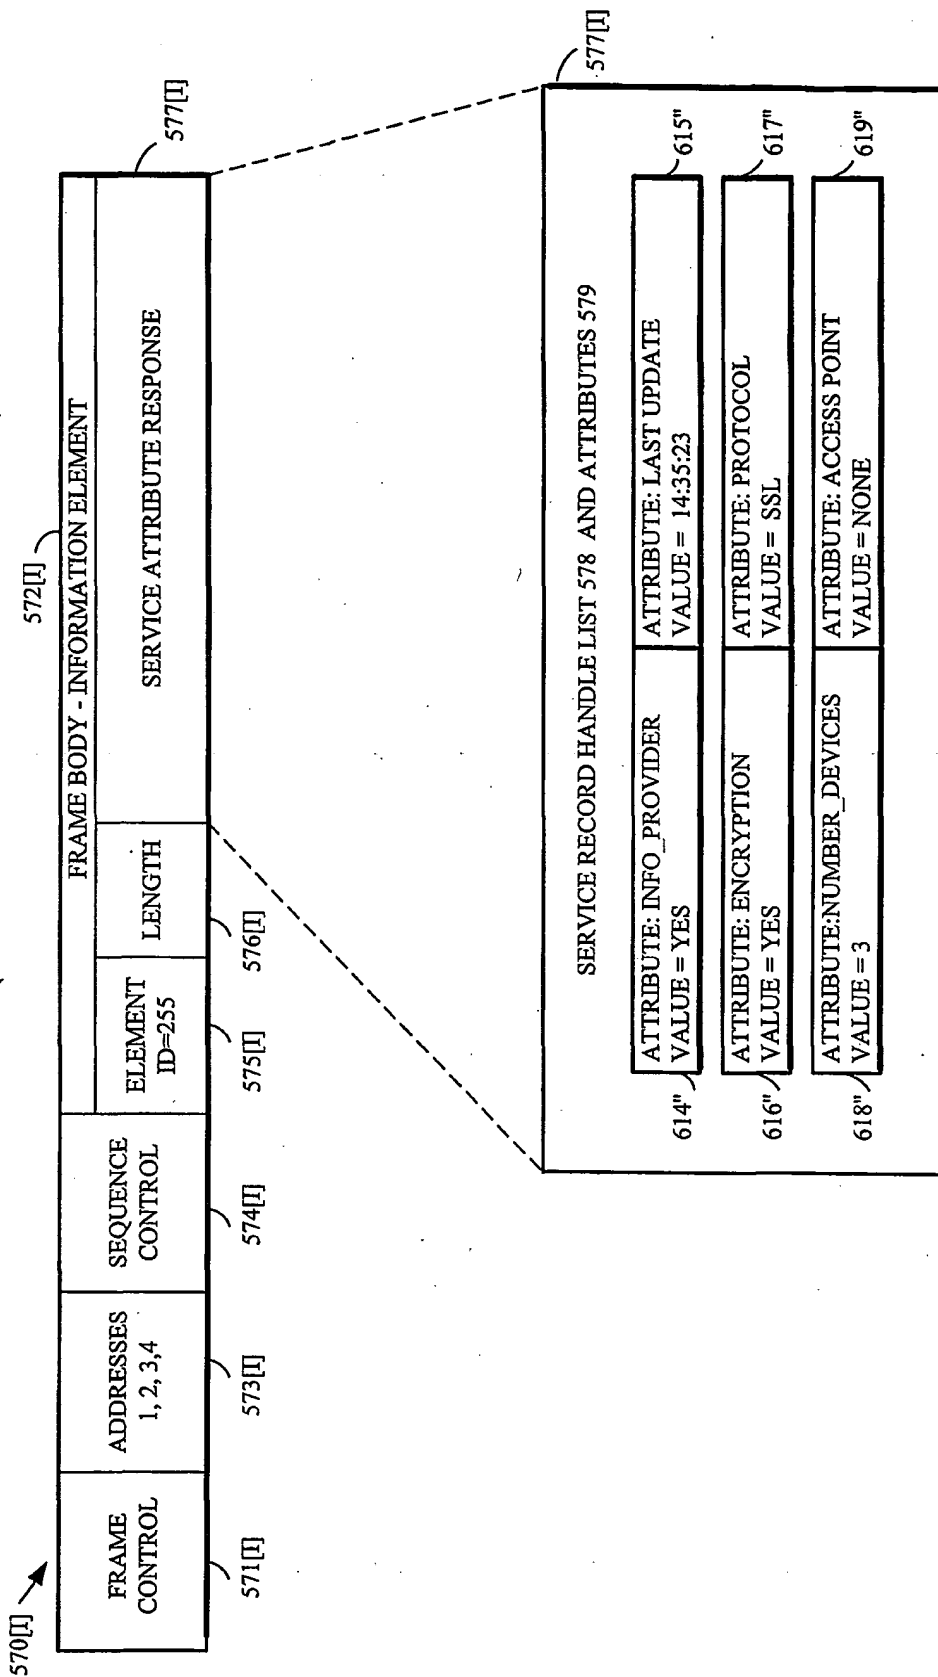 570[I]
572[I]
FRAME BODY - INFORMATION ELEMENT
577[I]
FRAME
CONTROL
ADDRESSES
1, 2, 3,4
SEQUENCE
CONTROL
ELEMENT
ID=255
LENGTH
SERVICE ATTRIBUTE RESPONSE
571[I]
573[I]
574[I]
575[I]
576[I]
577[I]
SERVICE RECORD HANDLE LIST 578 AND ATTRIBUTES 579
ATTRIBUTE: INFO_PROVIDER
VALUE = YES
ATTRIBUTE: LAST UPDATE
VALUE = 14:35:23
614"
615"
ATTRIBUTE: ENCRYPTION
VALUE = YES
ATTRIBUTE: PROTOCOL
VALUE = SSL
616"
617"
ATTRIBUTE:NUMBER_DEVICES
VALUE = 3
ATTRIBUTE: ACCESS POINT
VALUE = NONE
618"
619"